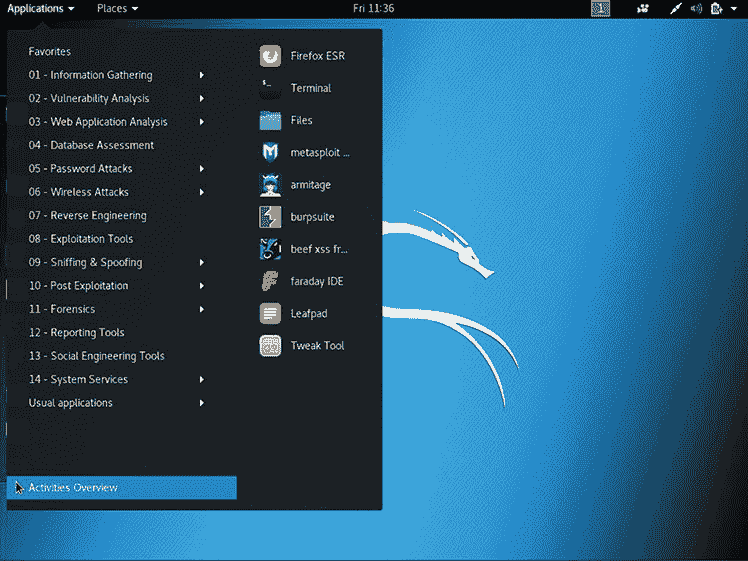 Applications Places Fri 11:36 1
Favorites
01 - Information Gathering
02 - Vulnerability Analysis
03 - Web Application Analysis
04 - Database Assessment
05 - Password Attacks
06 - Wireless Attacks
07 - Reverse Engineering
08 - Exploitation Tools
09 - Sniffing & Spoofing
10 - Post Exploitation
11 - Forensics
12 - Reporting Tools
13 - Social Engineering Tools
14 - System Services
Usual applications
Activities Overview
Firefox ESR
Terminal
Files
metasploit ...
armitage
burpsuite
beef xss fr...
faraday IDE
Leafpad
Tweak Tool